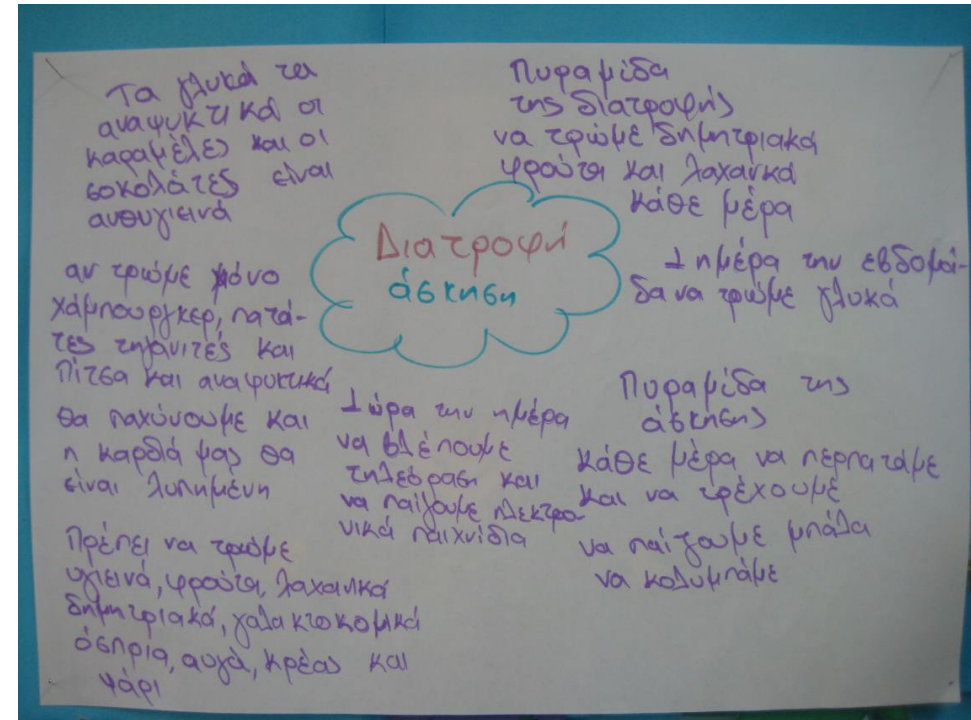 Τα γλυκά τα
αναψυκτικά οι
καραμέλες και οι
σοκολάτες είναι
ανθυγιεινά
Πυραμίδα
της διατροφής
να τρώμε δημητριακά
φρούτα και λαχανικά
κάθε μέρα
1 ημέρα την εβδομά-
δα να τρώμε γλυκά
Διατροφή
άσκηση
αν τρώμε μόνο
χάμπουργκερ, πατά-
τες τηγανιτές και
πίτσα και αναψυκτικά
θα παχύνουμε και
η καρδιά μας θα
είναι λυπημένη
1 ώρα την ημέρα
να βλέπουμε
τηλεόραση και
να παίζουμε ηλεκτρο
νικά παιχνίδια
Πυραμίδα της
άσκησης
κάθε μέρα να περπατάμε
και να τρέχουμε
να παίζουμε μπάλα
να κολυμπάμε
Πρέπει να τρώμε
υγιεινά, φρούτα, λαχανικά
δημητριακά, γαλακτοκομικά
όσπρια, αυγά, κρέας και
ψάρι